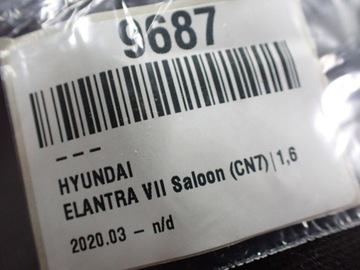 9687
– – –
HYUNDAI
ELANTRA VII Saloon (CN7) | 1,6
2020.03 – n/d